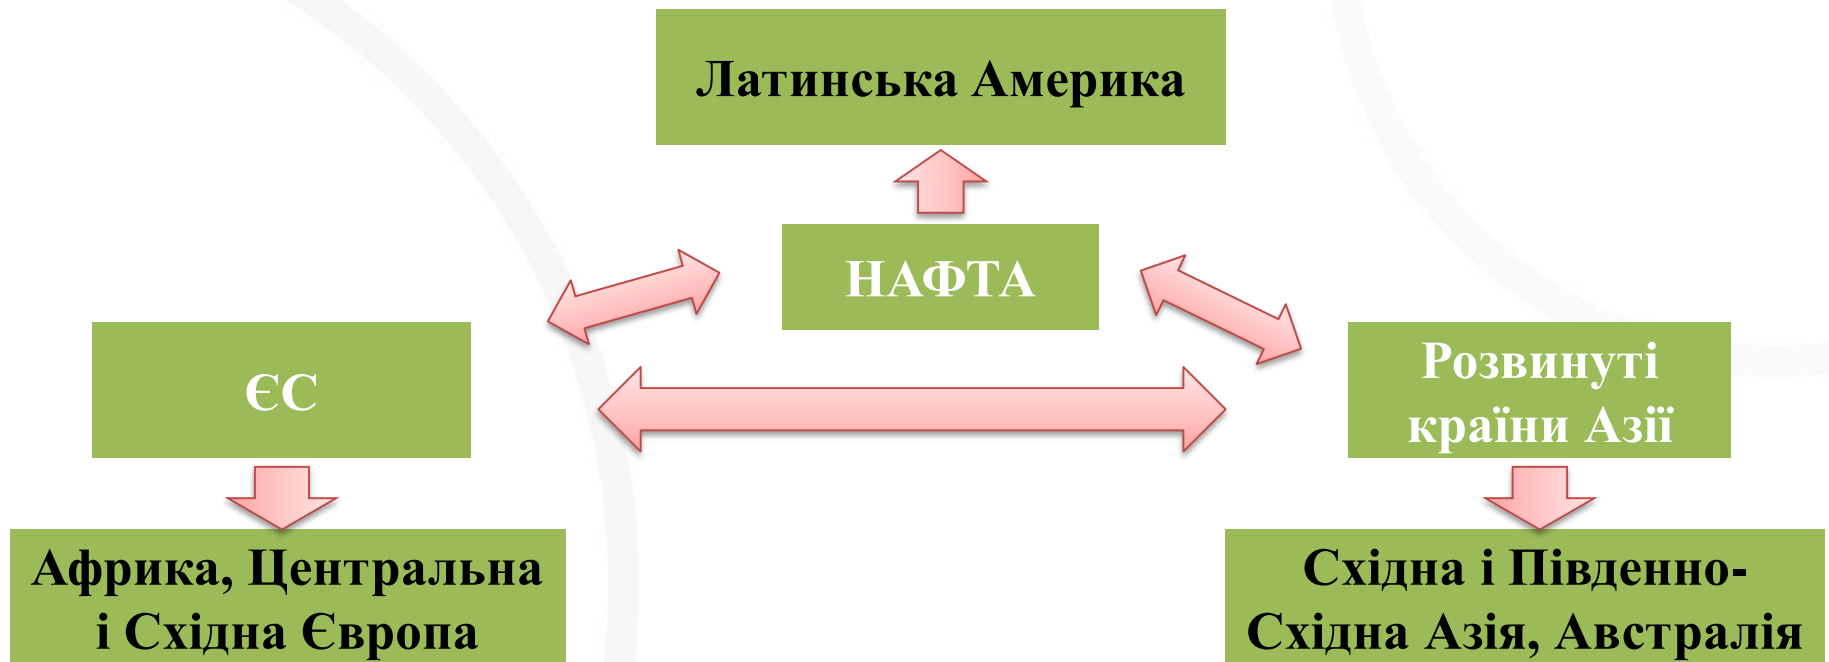 Латинська Америка
НАФТА
ЄС
Розвинуті
країни Азії
Африка, Центральна
і Східна Європа
Східна і Південно-
Східна Азія, Австралія